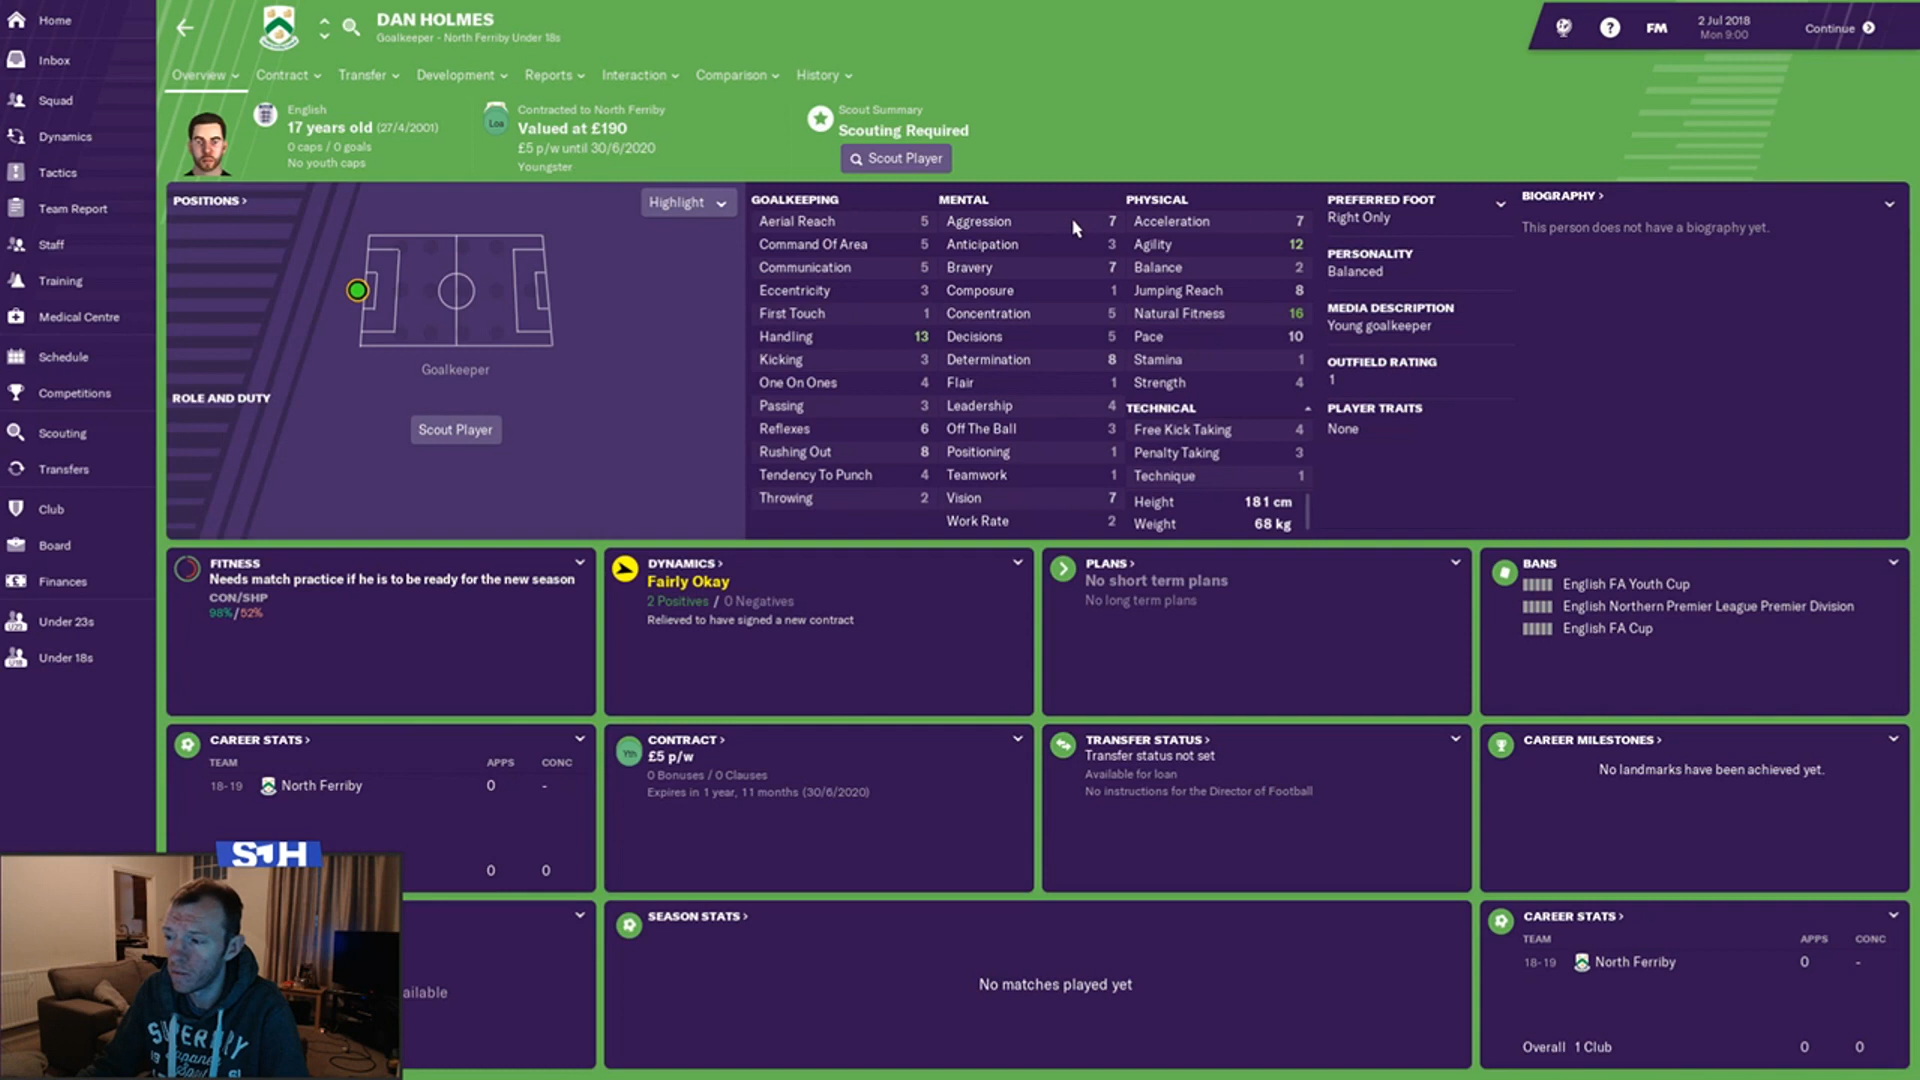 Home
Inbox
Squad
Dynamics
Tactics
Team Report
Staff
Training
Medical Centre
Schedule
Competitions
Scouting
Transfers
Club
Board
Finances
Under 23s
Under 18s
DAN HOLMES
Goalkeeper - North Ferriby Under 18s
FM
2 Jul 2018
Mon 9:00
Continue
Overview
Contract
Transfer
Development
Reports
Interaction
Comparison
History
English
17 years old (27/4/2001)
0 caps / 0 goals
No youth caps
Loa
Contracted to North Ferriby
Valued at £190
£5 p/w until 30/6/2020
Youngster
Scout Summary
Scouting Required
Scout Player
POSITIONS >
Highlight
Goalkeeper
ROLE AND DUTY
Scout Player
GOALKEEPING
Aerial Reach 5
Command Of Area 5
Communication 5
Eccentricity 3
First Touch 1
Handling 13
Kicking 3
One On Ones 4
Passing 3
Reflexes 6
Rushing Out 8
Tendency To Punch 4
Throwing 2
MENTAL
Aggression 7
Anticipation 3
Bravery 7
Composure 1
Concentration 5
Decisions 5
Determination 8
Flair 1
Leadership 4
Off The Ball 3
Positioning 1
Teamwork 1
Vision 7
Work Rate 2
PHYSICAL
Acceleration 7
Agility 12
Balance 2
Jumping Reach 8
Natural Fitness 16
Pace 10
Stamina 1
Strength 4
TECHNICAL
Free Kick Taking 4
Penalty Taking 3
Technique 1
Height 181 cm
Weight 68 kg
PREFERRED FOOT
Right Only
PERSONALITY
Balanced
MEDIA DESCRIPTION
Young goalkeeper
OUTFIELD RATING
1
PLAYER TRAITS
None
BIOGRAPHY >
This person does not have a biography yet.
FITNESS
Needs match practice if he is to be ready for the new season
CON/SHP
98%/52%
DYNAMICS >
Fairly Okay
2 Positives / 0 Negatives
Relieved to have signed a new contract
PLANS >
No short term plans
No long term plans
BANS
English FA Youth Cup
English Northern Premier League Premier Division
English FA Cup
CAREER STATS >
TEAM APPS CONC
18-19 North Ferriby 0 -
0 0
Yth
CONTRACT >
£5 p/w
0 Bonuses / 0 Clauses
Expires in 1 year, 11 months (30/6/2020)
TRANSFER STATUS >
Transfer status not set
Available for loan
No instructions for the Director of Football
CAREER MILESTONES >
No landmarks have been achieved yet.
SJH
ailable
SEASON STATS >
No matches played yet
CAREER STATS >
TEAM APPS CONC
18-19 North Ferriby 0 -
Overall 1 Club 0 0